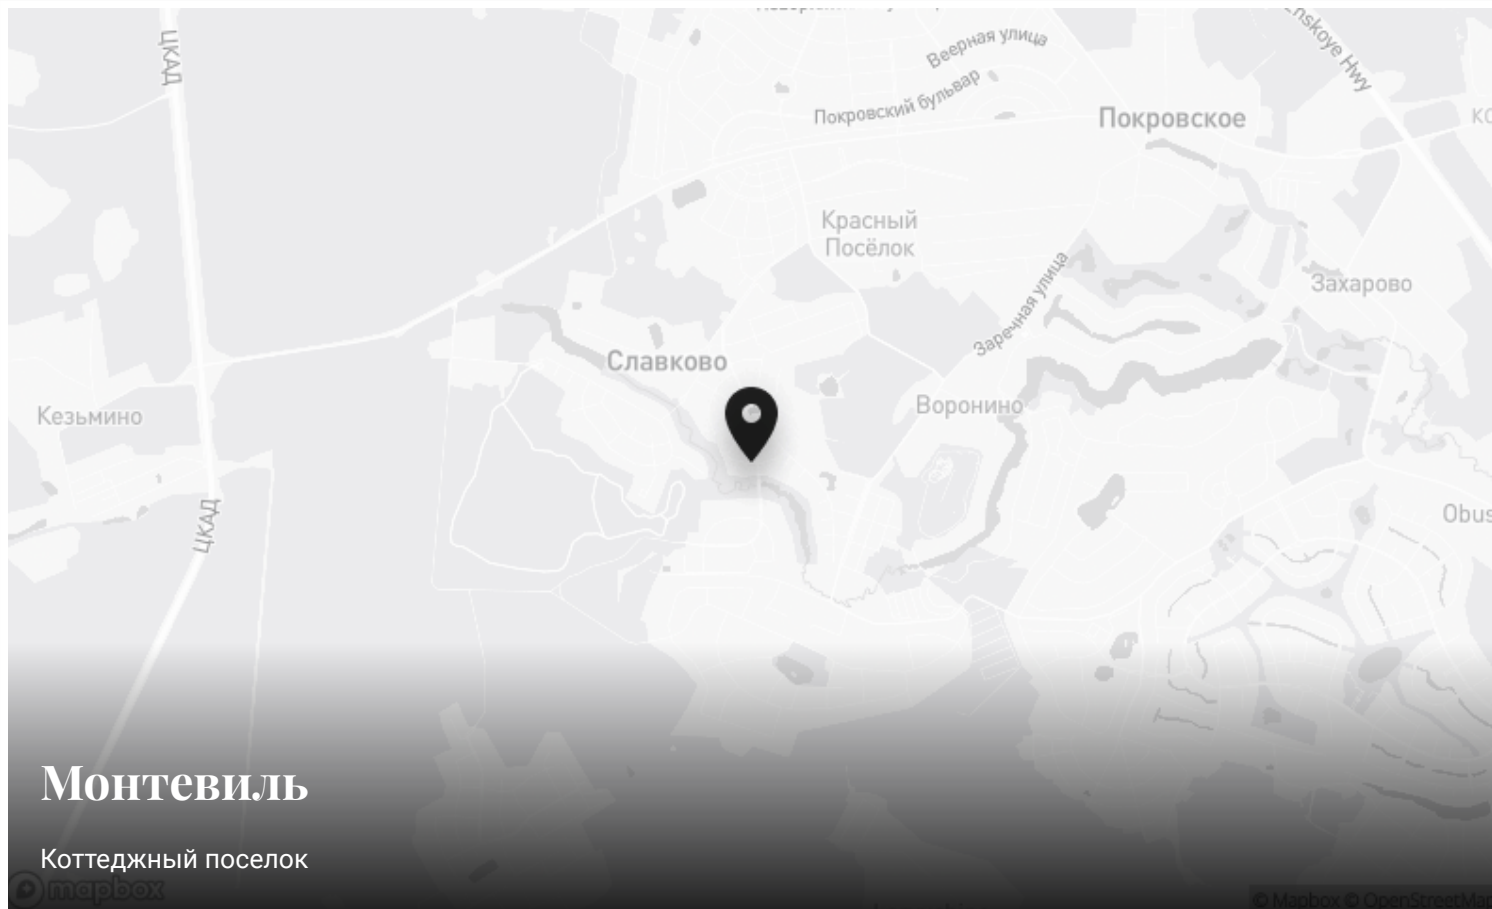 ЦКАД
Веерная улица
Покровский бульвар
Покровское
Красный
Посёлок
Заречная улица
Захарово
Славково
Воронино
Кезьмино
ЦКАД
Монтевиль
Коттеджный поселок
mapbox
© Mapbox © OpenStreetMap